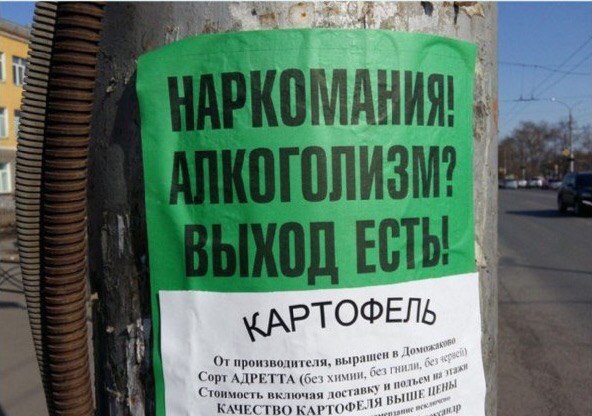 НАРКОМАНИЯ!
АЛКОГОЛИЗМ?
ВЫХОД ЕСТЬ!
КАРТОФЕЛЬ
От производителя, выращен в Доможаково
Сорт АДРЕТТА (без химии, без гнили, без червей)
Стоимость включая доставку и подъем на этажи
КАЧЕСТВО КАРТОФЕЛЯ ВЫШЕ ЦЕНЫ